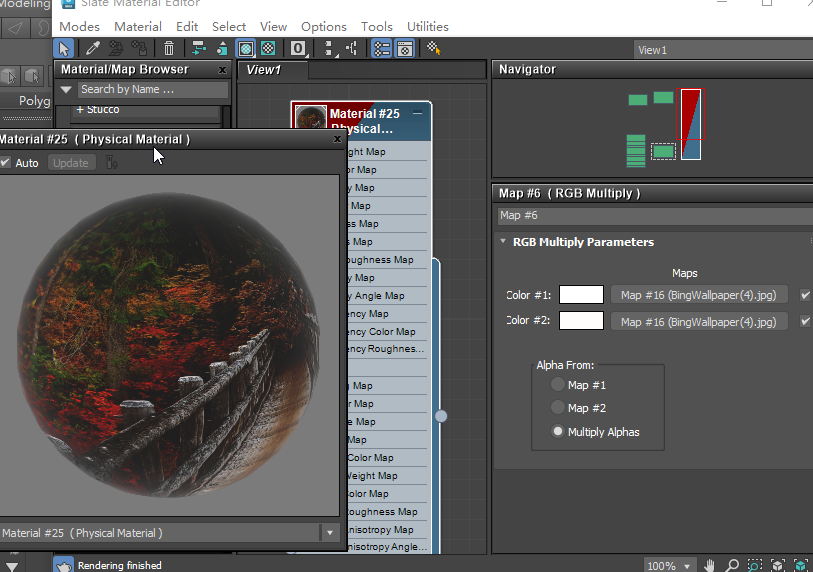 Modeling
Slate Material Editor
Modes Material Edit Select View Options Tools Utilities
View1
Material/Map Browser x
View1
Navigator
Search by Name ...
+ Stucco
Polyg
Material #25
Physical...
Material #25 ( Physical Material ) x
Auto Update
ght Map
or Map
y Map
Map
ss Map
s Map
oughness Map
y Map
y Angle Map
ency Map
ency Color Map
ency Roughnes...
g Map
r Map
e Map
Map
Color Map
Weight Map
Color Map
oughness Map
Anisotropy Map
Anisotropy Angle...
Map #6 ( RGB Multiply )
Map #6
RGB Multiply Parameters
Maps
Color #1: Map #16 (BingWallpaper(4).jpg)
Color #2: Map #16 (BingWallpaper(4).jpg)
Alpha From:
Map #1
Map #2
Multiply Alphas
Material #25 ( Physical Material )
Rendering finished
100%